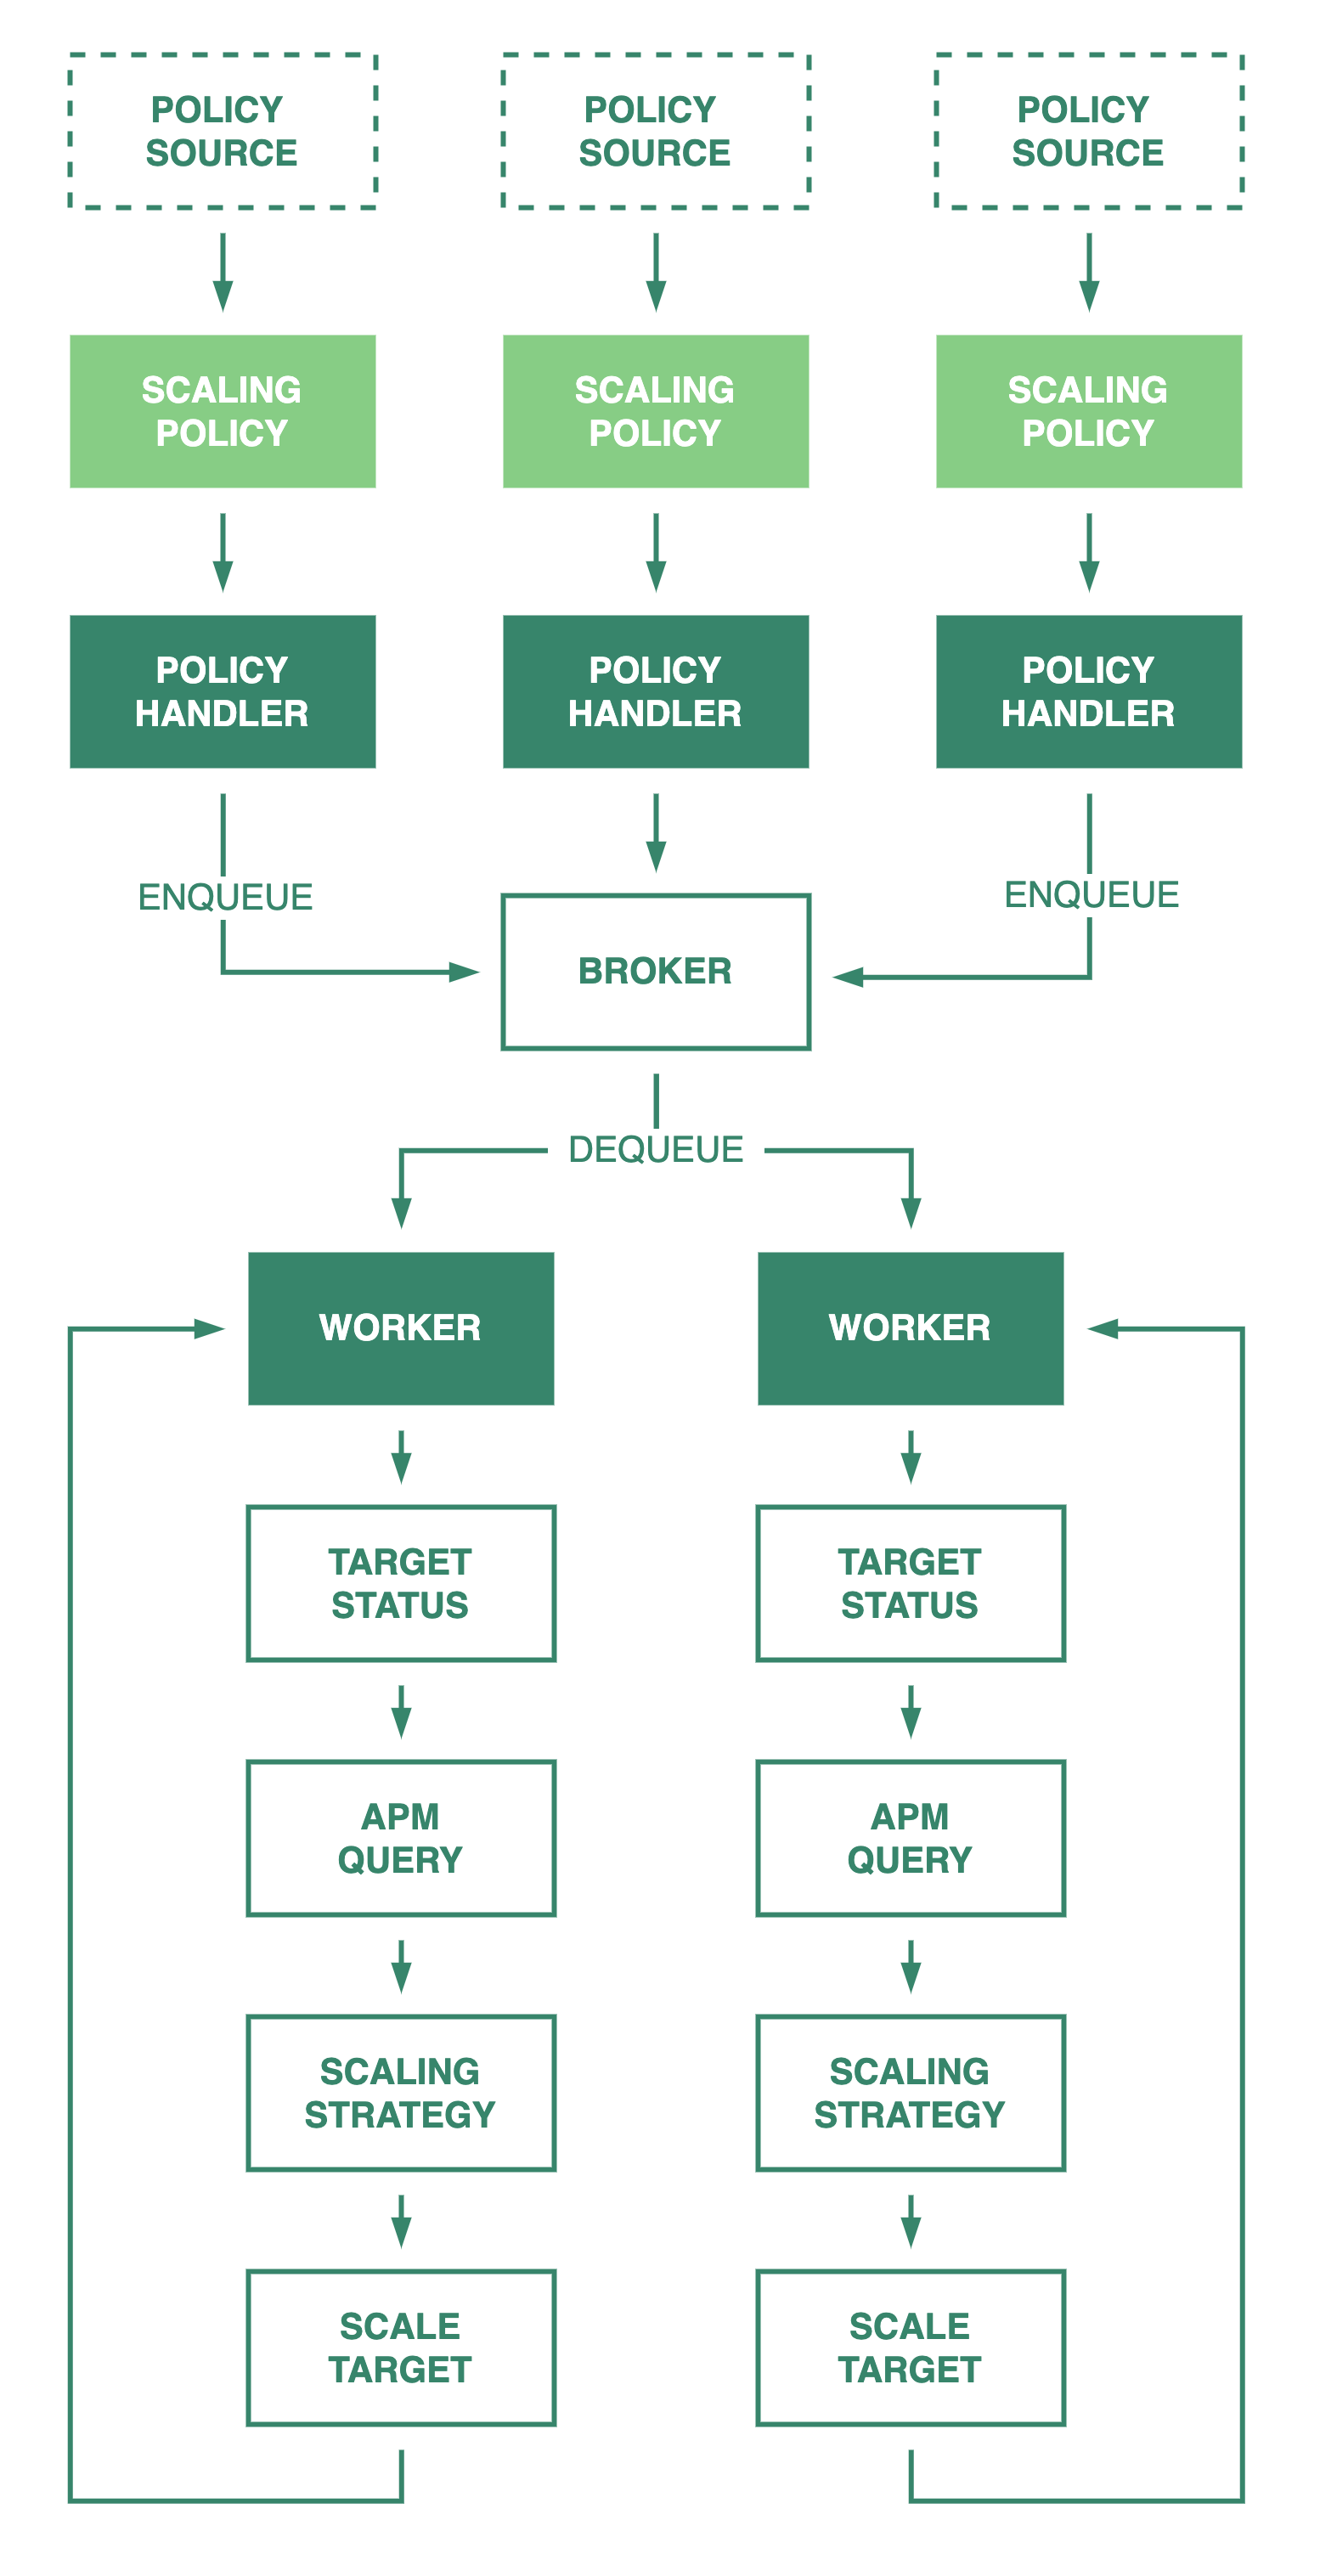 POLICY
SOURCE
POLICY
SOURCE
POLICY
SOURCE
SCALING
POLICY
SCALING
POLICY
SCALING
POLICY
POLICY
HANDLER
POLICY
HANDLER
POLICY
HANDLER
ENQUEUE
ENQUEUE
BROKER
DEQUEUE
WORKER
WORKER
TARGET
STATUS
TARGET
STATUS
APM
QUERY
APM
QUERY
SCALING
STRATEGY
SCALING
STRATEGY
SCALE
TARGET
SCALE
TARGET